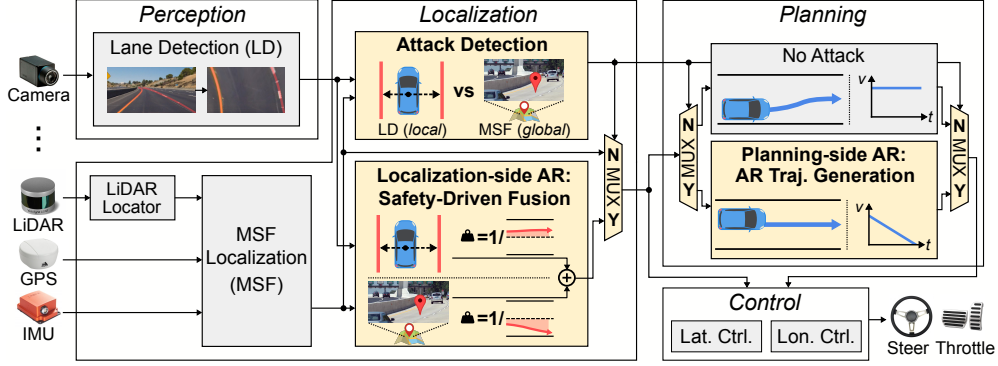 Perception
Localization
Planning
Lane Detection (LD)
Camera
Attack Detection
vs
LD (local)
MSF (global)
No Attack
v
t
N
MUX
Y
N
MUX
Y
N
MUX
Y
LiDAR
LiDAR
Locator
GPS
IMU
MSF
Localization
(MSF)
Localization-side AR:
Safety-Driven Fusion
=1/
=1/
Planning-side AR:
AR Traj. Generation
v
t
Control
Lat. Ctrl.
Lon. Ctrl.
Steer
Throttle